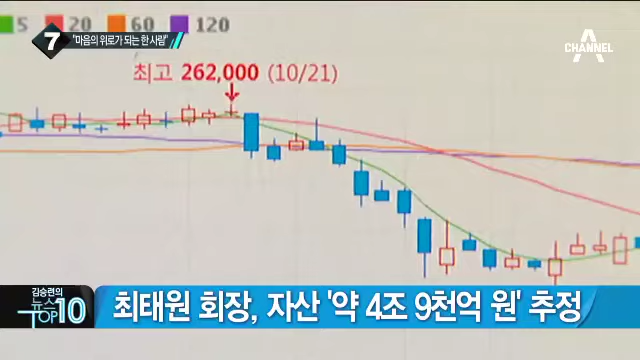 5 20 60 120
7 "마음의 위로가 되는 한 사람"
CHANNEL A
최고 262,000 (10/21)
김승련의
뉴스
TOP10
최태원 회장, 자산 '약 4조 9천억 원' 추정